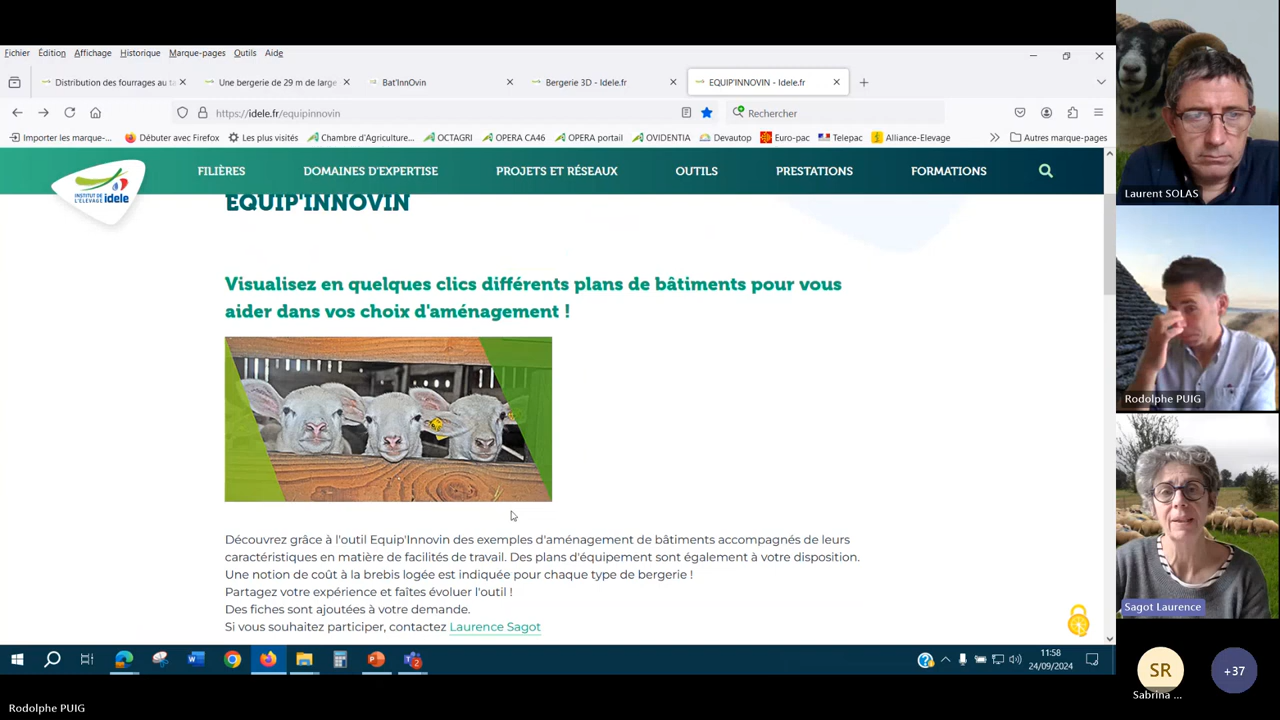 Fichier Édition Affichage Historique Marque-pages Outils Aide
Distribution des fourrages au ta Une bergerie de 29 m de large Bat'InnOvin Bergerie 3D - Idele.fr EQUIP'INNOVIN - Idele.fr
https://idele.fr/equipinnovin Rechercher
Importer les marque-... Débuter avec Firefox Les plus visités Chambre d'Agriculture... OCTAGRI OPERA CA46 OPERA portail OVIDENTIA Devautop Euro-pac Telepac Alliance-Elevage Autres marque-pages
INSTITUT DE L'ÉLEVAGE idele
FILIÈRES DOMAINES D'EXPERTISE PROJETS ET RÉSEAUX OUTILS PRESTATIONS FORMATIONS
EQUIP'INNOVIN
Visualisez en quelques clics différents plans de bâtiments pour vous
aider dans vos choix d'aménagement !
Découvrez grâce à l'outil Equip'Innovin des exemples d'aménagement de bâtiments accompagnés de leurs
caractéristiques en matière de facilités de travail. Des plans d'équipement sont également à votre disposition.
Une notion de coût à la brebis logée est indiquée pour chaque type de bergerie !
Partagez votre expérience et faîtes évoluer l'outil !
Des fiches sont ajoutées à votre demande.
Si vous souhaitez participer, contactez Laurence Sagot
11:58
24/09/2024
Laurent SOLAS
Rodolphe PUIG
Sagot Laurence
SR
Sabrina ...
+37
Rodolphe PUIG